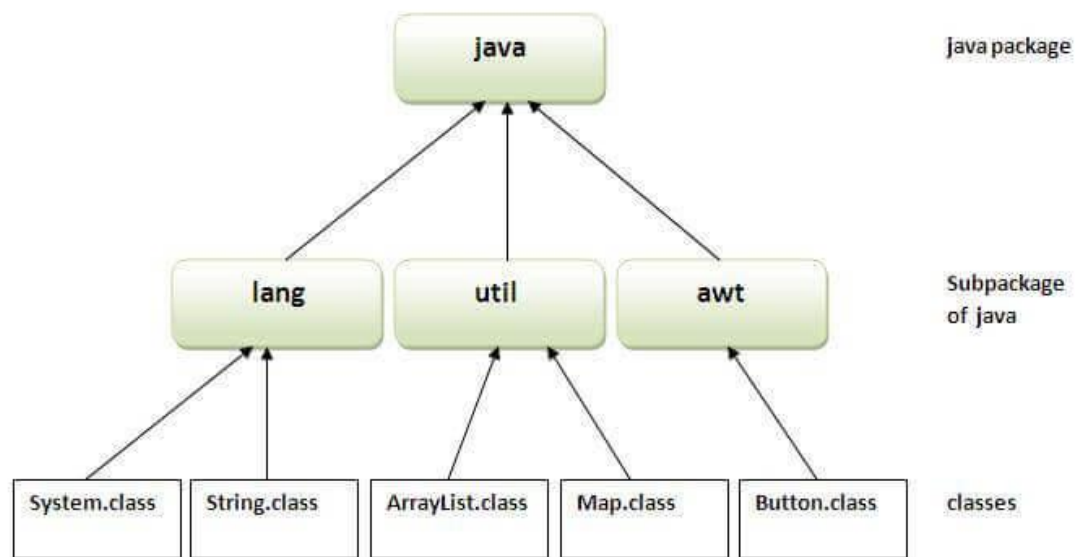 java
java package
lang
util
awt
Subpackage
of java
System.class
String.class
ArrayList.class
Map.class
Button.class
classes